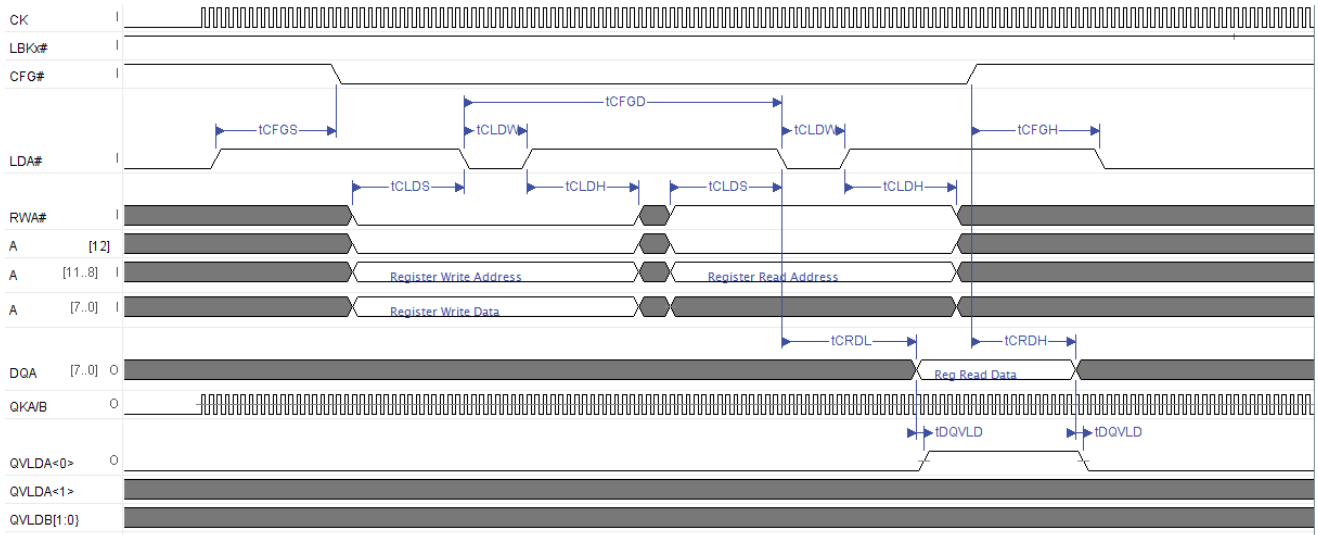 CK I
LBKx# I
CFG# I
tCFGD
tCFGS tCLDW tCLDW tCFGH
LDA# I
tCLDS tCLDH tCLDS tCLDH
RWA# I
A [12]
A [11..8] I Register Write Address Register Read Address
A [7..0] I Register Write Data
tCRDL tCRDH
DQA [7..0] O Reg Read Data
QKA/B O
tDQVLD tDQVLD
QVLDA<0> O
QVLDA<1>
QVLDB[1:0}